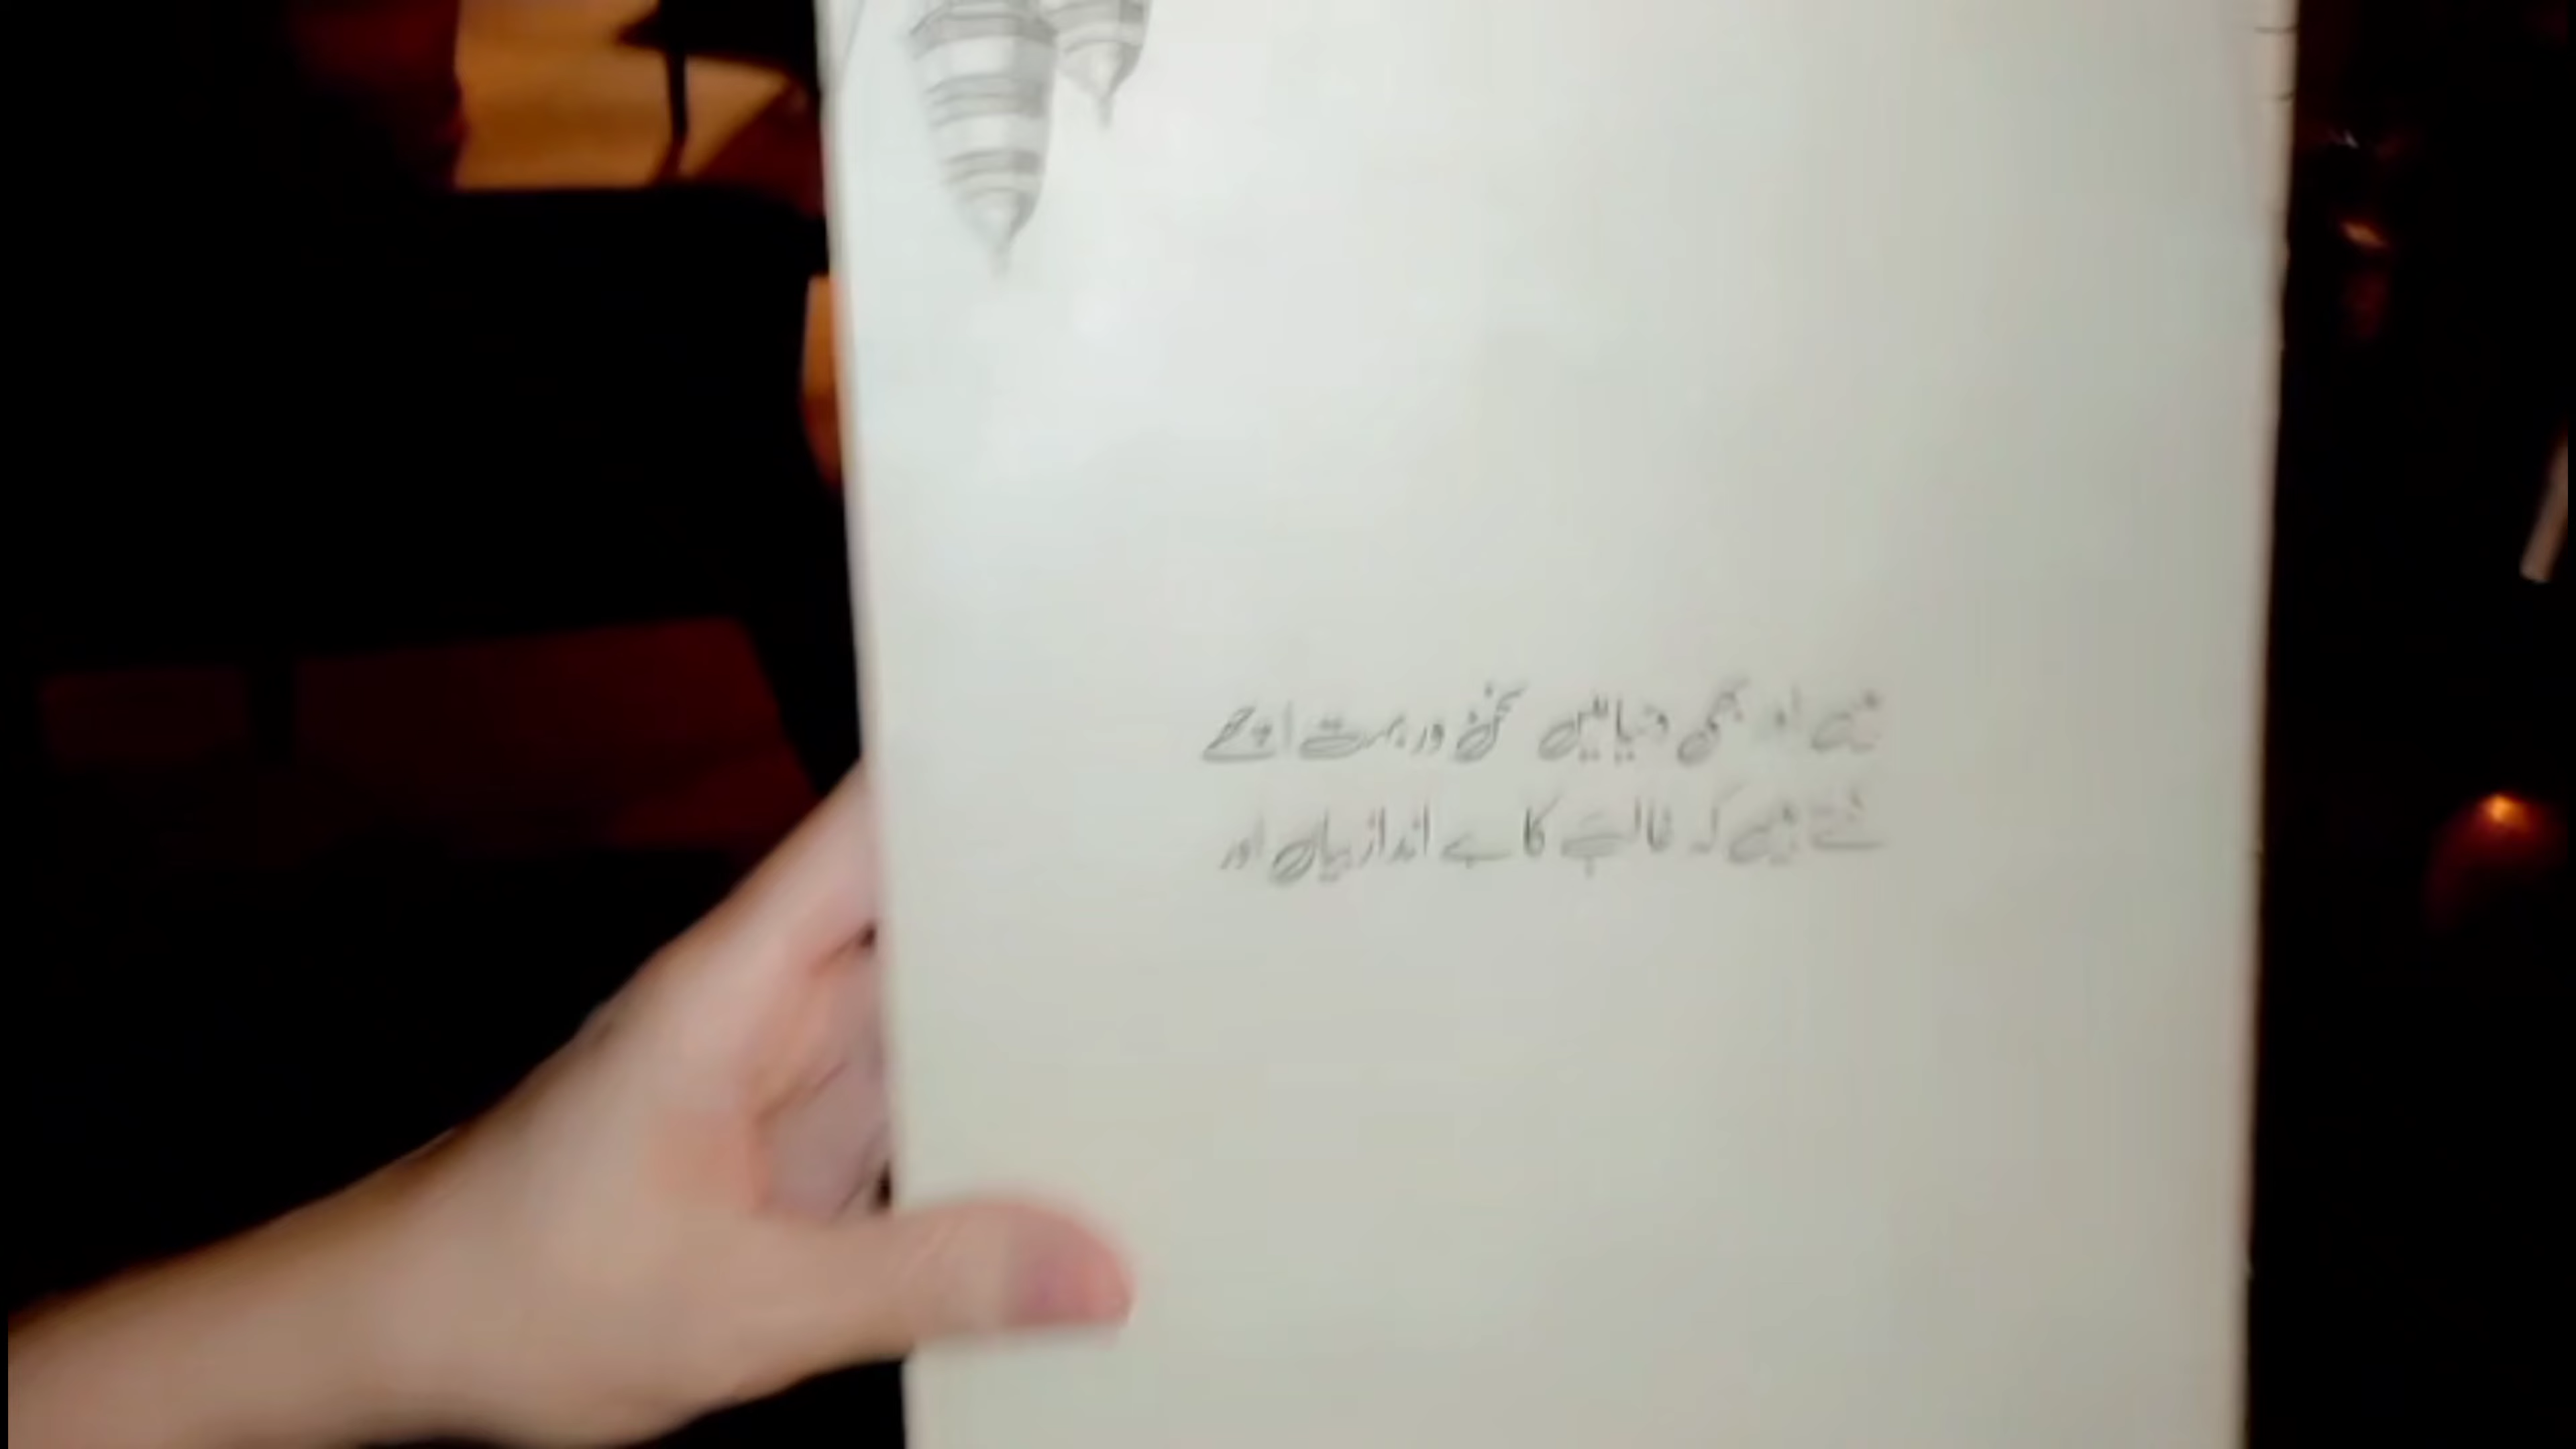 ہیں اور بھی دنیا میں سخن ور بہت اچھے
کہتے ہیں کہ غالب کا ہے انداز بیاں اور